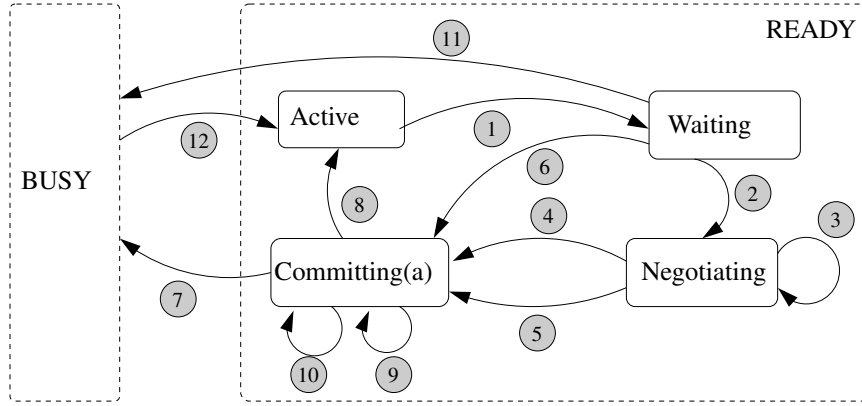 11
READY
Active
1
Waiting
12
6
BUSY
2
8
4
3
Committing(a)
Negotiating
7
5
10
9